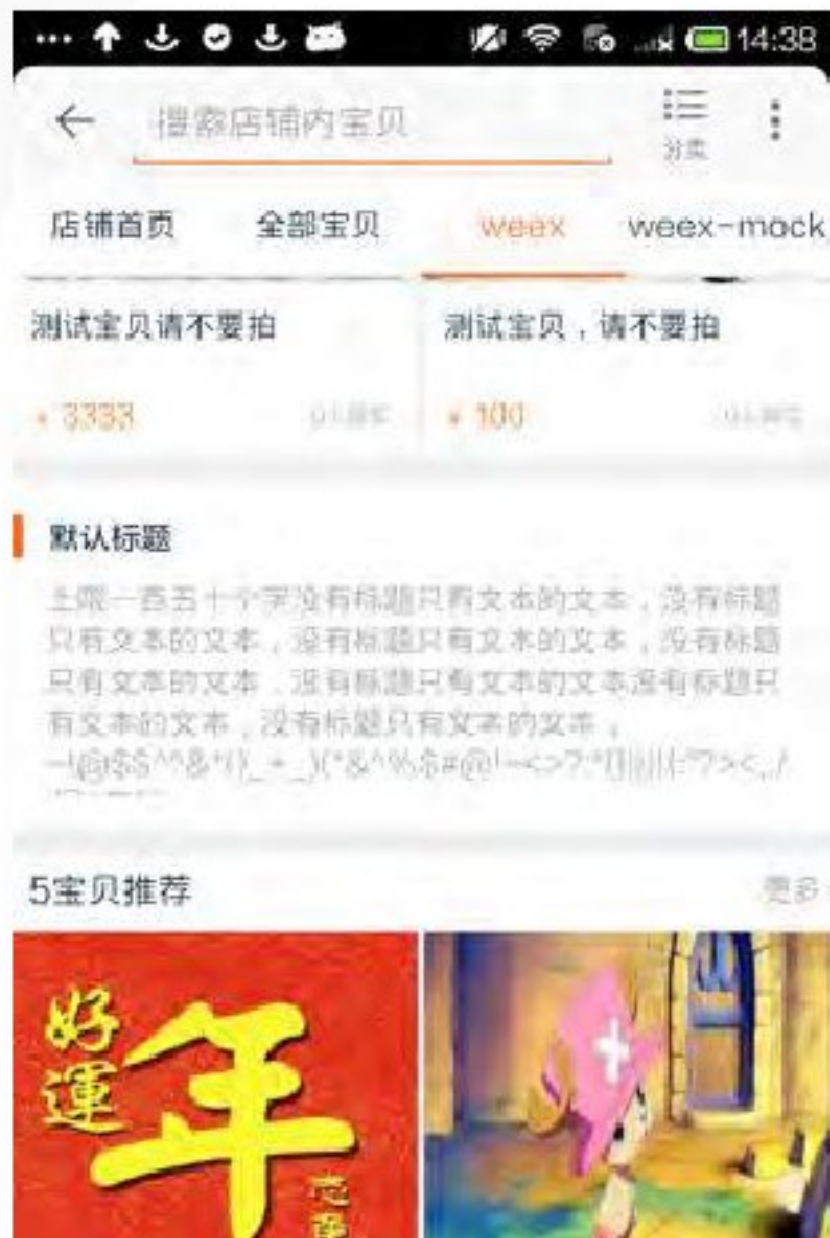 14:38
搜索店铺内宝贝
分类
店铺首页 全部宝贝 weex weex-mock
测试宝贝请不要拍 测试宝贝，请不要拍
¥ 3333 ¥ 100
默认标题
上限一百五十个字没有标题只有文本的文本，没有标题
只有文本的文本，没有标题只有文本的文本，没有标题
只有文本的文本，没有标题只有文本的文本没有标题只
有文本的文本，没有标题只有文本的文本，
5宝贝推荐 更多
好運
年